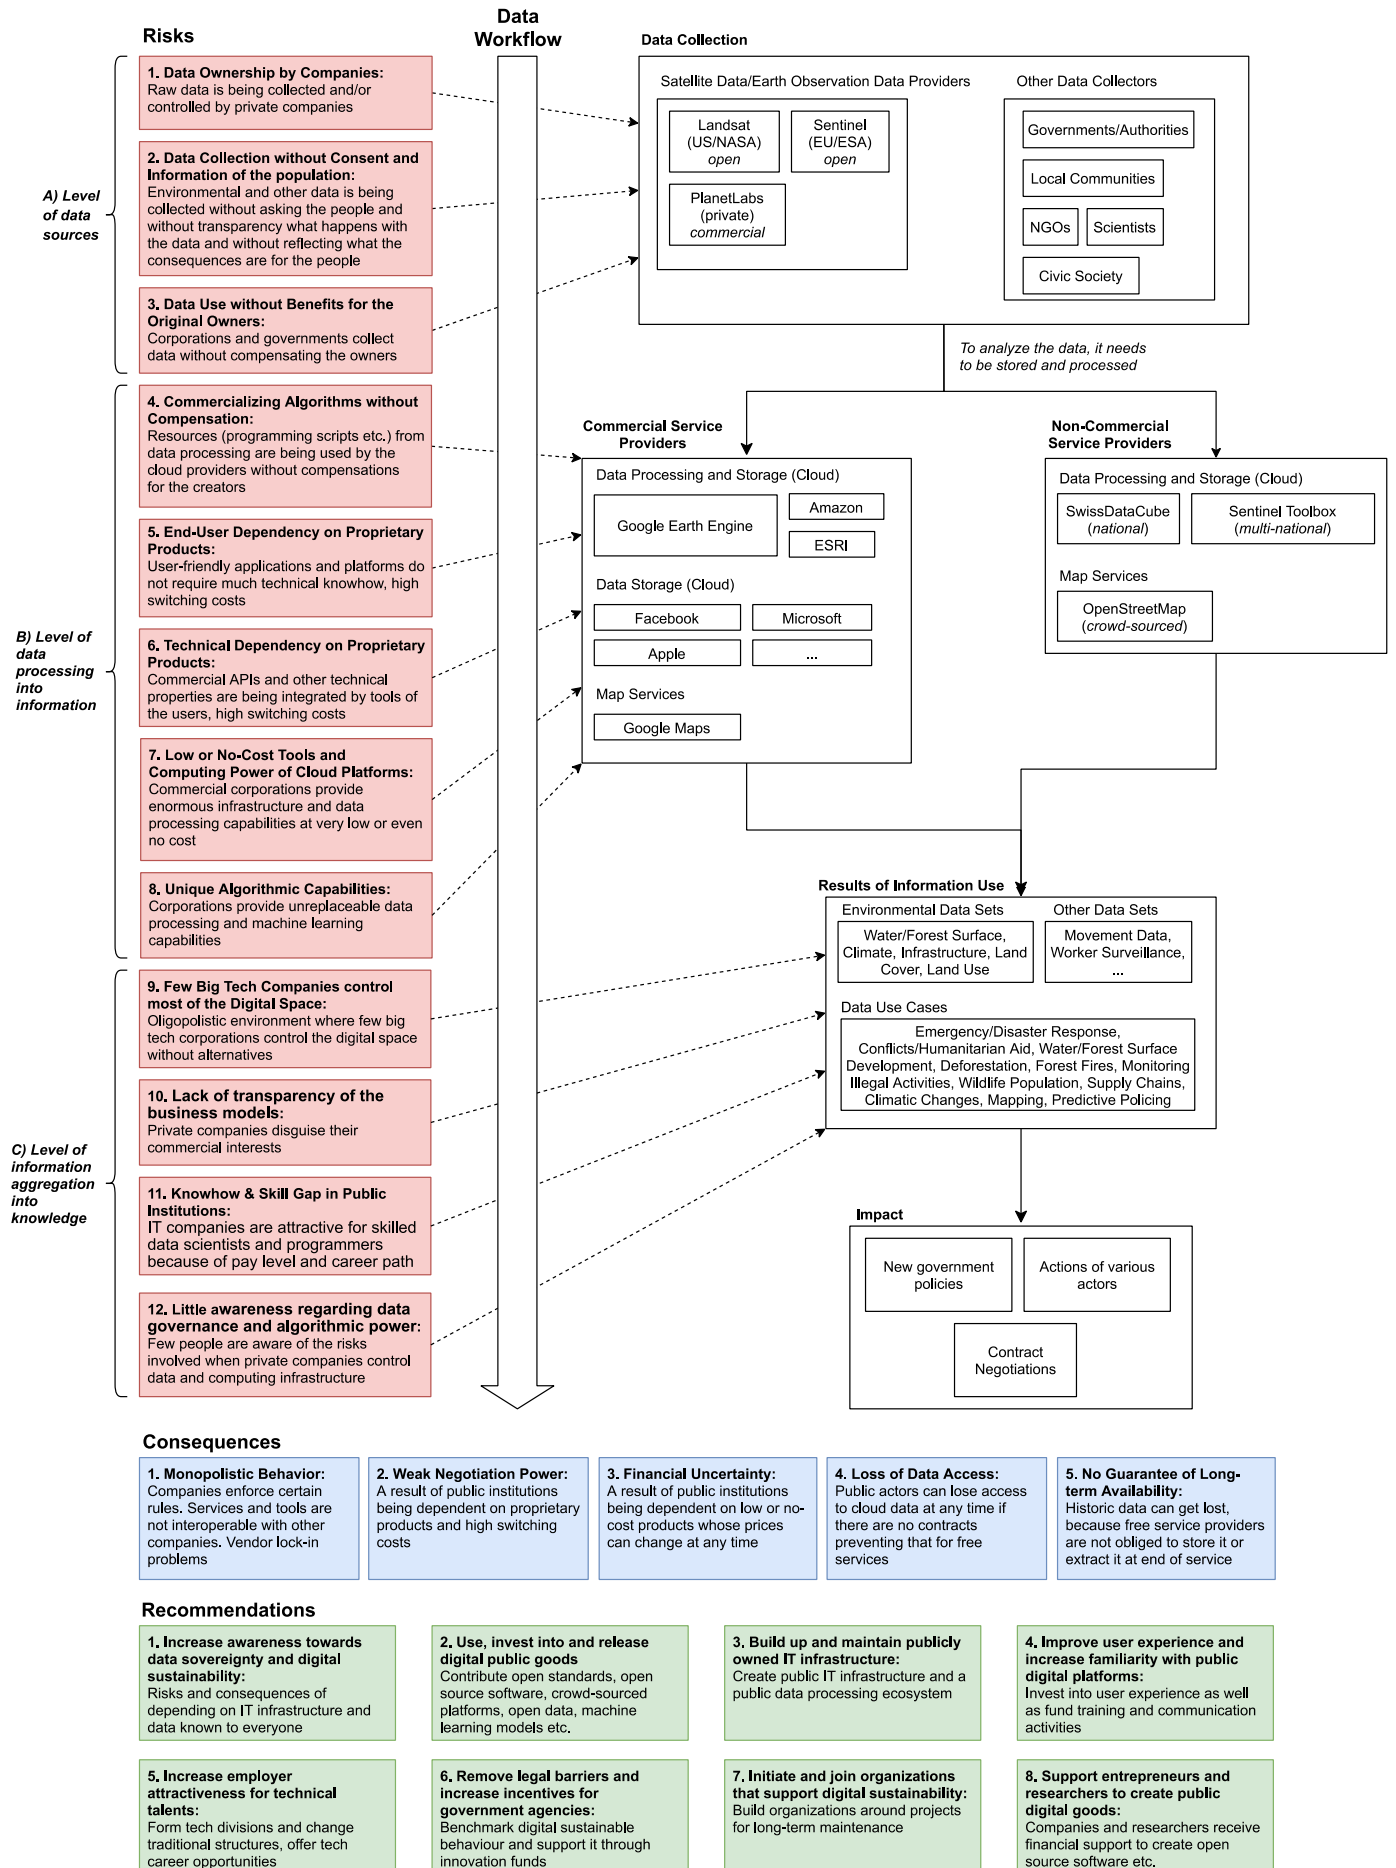 Risks
Data
Workflow
A) Level
of data
sources
1. Data Ownership by Companies:
Raw data is being collected and/or
controlled by private companies
2. Data Collection without Consent and
Information of the population:
Environmental and other data is being
collected without asking the people and
without transparency what happens with
the data and without reflecting what the
consequences are for the people
3. Data Use without Benefits for the
Original Owners:
Corporations and governments collect
data without compensating the owners
B) Level of
data
processing
into
information
4. Commercializing Algorithms without
Compensation:
Resources (programming scripts etc.) from
data processing are being used by the
cloud providers without compensations
for the creators
5. End-User Dependency on Proprietary
Products:
User-friendly applications and platforms do
not require much technical knowhow, high
switching costs
6. Technical Dependency on Proprietary
Products:
Commercial APIs and other technical
properties are being integrated by tools of
the users, high switching costs
7. Low or No-Cost Tools and
Computing Power of Cloud Platforms:
Commercial corporations provide
enormous infrastructure and data
processing capabilities at very low or even
no cost
8. Unique Algorithmic Capabilities:
Corporations provide unreplaceable data
processing and machine learning
capabilities
C) Level of
information
aggregation
into
knowledge
9. Few Big Tech Companies control
most of the Digital Space:
Oligopolistic environment where few big
tech corporations control the digital space
without alternatives
10. Lack of transparency of the
business models:
Private companies disguise their
commercial interests
11. Knowhow & Skill Gap in Public
Institutions:
IT companies are attractive for skilled
data scientists and programmers
because of pay level and career path
12. Little awareness regarding data
governance and algorithmic power:
Few people are aware of the risks
involved when private companies control
data and computing infrastructure
Data Collection
Satellite Data/Earth Observation Data Providers
Landsat
(US/NASA)
open
Sentinel
(EU/ESA)
open
PlanetLabs
(private)
commercial
Other Data Collectors
Governments/Authorities
Local Communities
NGOs
Scientists
Civic Society
To analyze the data, it needs
to be stored and processed
Commercial Service
Providers
Data Processing and Storage (Cloud)
Google Earth Engine
Amazon
ESRI
Data Storage (Cloud)
Facebook
Microsoft
Apple
...
Map Services
Google Maps
Non-Commercial
Service Providers
Data Processing and Storage (Cloud)
SwissDataCube
(national)
Sentinel Toolbox
(multi-national)
Map Services
OpenStreetMap
(crowd-sourced)
Results of Information Use
Environmental Data Sets
Water/Forest Surface,
Climate, Infrastructure, Land
Cover, Land Use
Other Data Sets
Movement Data,
Worker Surveillance,
...
Data Use Cases
Emergency/Disaster Response,
Conflicts/Humanitarian Aid, Water/Forest Surface
Development, Deforestation, Forest Fires, Monitoring
Illegal Activities, Wildlife Population, Supply Chains,
Climatic Changes, Mapping, Predictive Policing
Impact
New government
policies
Actions of various
actors
Contract
Negotiations
Consequences
1. Monopolistic Behavior:
Companies enforce certain
rules. Services and tools are
not interoperable with other
companies. Vendor lock-in
problems
2. Weak Negotiation Power:
A result of public institutions
being dependent on proprietary
products and high switching
costs
3. Financial Uncertainty:
A result of public institutions
being dependent on low or no-
cost products whose prices
can change at any time
4. Loss of Data Access:
Public actors can lose access
to cloud data at any time if
there are no contracts
preventing that for free
services
5. No Guarantee of Long-
term Availability:
Historic data can get lost,
because free service providers
are not obliged to store it or
extract it at end of service
Recommendations
1. Increase awareness towards
data sovereignty and digital
sustainability:
Risks and consequences of
depending on IT infrastructure and
data known to everyone
2. Use, invest into and release
digital public goods
Contribute open standards, open
source software, crowd-sourced
platforms, open data, machine
learning models etc.
3. Build up and maintain publicly
owned IT infrastructure:
Create public IT infrastructure and a
public data processing ecosystem
4. Improve user experience and
increase familiarity with public
digital platforms:
Invest into user experience as well
as fund training and communication
activities
5. Increase employer
attractiveness for technical
talents:
Form tech divisions and change
traditional structures, offer tech
career opportunities
6. Remove legal barriers and
increase incentives for
government agencies:
Benchmark digital sustainable
behaviour and support it through
innovation funds
7. Initiate and join organizations
that support digital sustainability:
Build organizations around projects
for long-term maintenance
8. Support entrepreneurs and
researchers to create public
digital goods:
Companies and researchers receive
financial support to create open
source software etc.